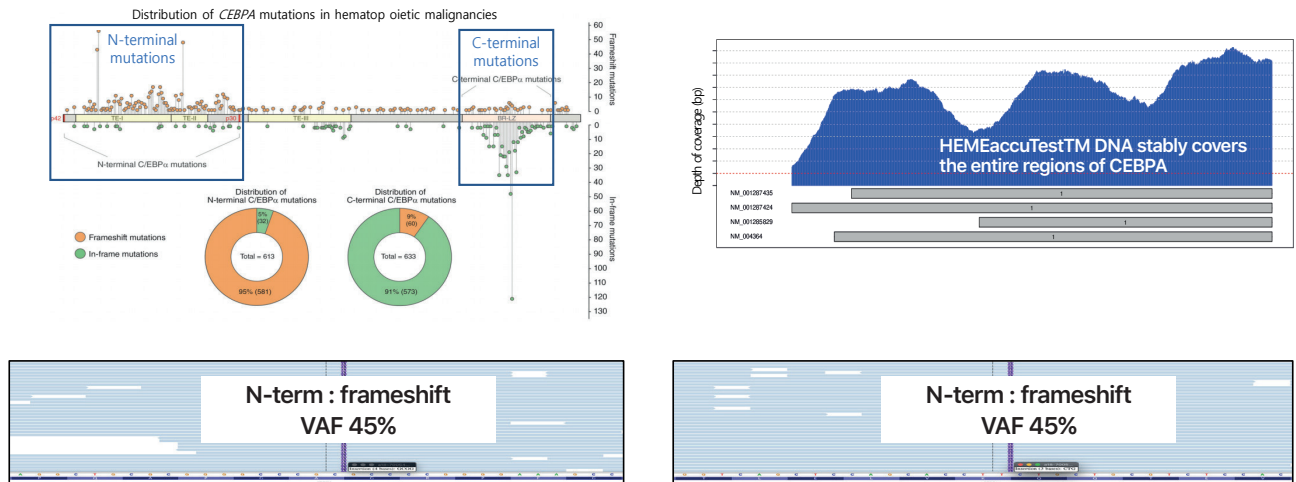 Distribution of CEBPA mutations in hematop oietic malignancies
N-terminal
mutations
C-terminal
mutations
C-terminal C/EBPα mutations
60
50
40
30
20
10
0
Frameshift mutations
p42
TE-I
TE-II
p30
TE-III
BR-LZ
N-terminal C/EBPα mutations
0
10
20
30
40
50
60
70
80
90
100
110
120
130
In-frame mutations
Distribution of
N-terminal C/EBPα mutations
5%
(32)
Total = 613
95% (581)
Distribution of
C-terminal C/EBPα mutations
9%
(60)
Total = 633
91% (573)
Frameshift mutations
In-frame mutations
Depth of coverage (bp)
HEMEaccuTestTM DNA stably covers
the entire regions of CEBPA
NM_001287435
1
NM_001287424
1
NM_001285829
1
NM_004364
1
N-term : frameshift
VAF 45%
N-term : frameshift
VAF 45%